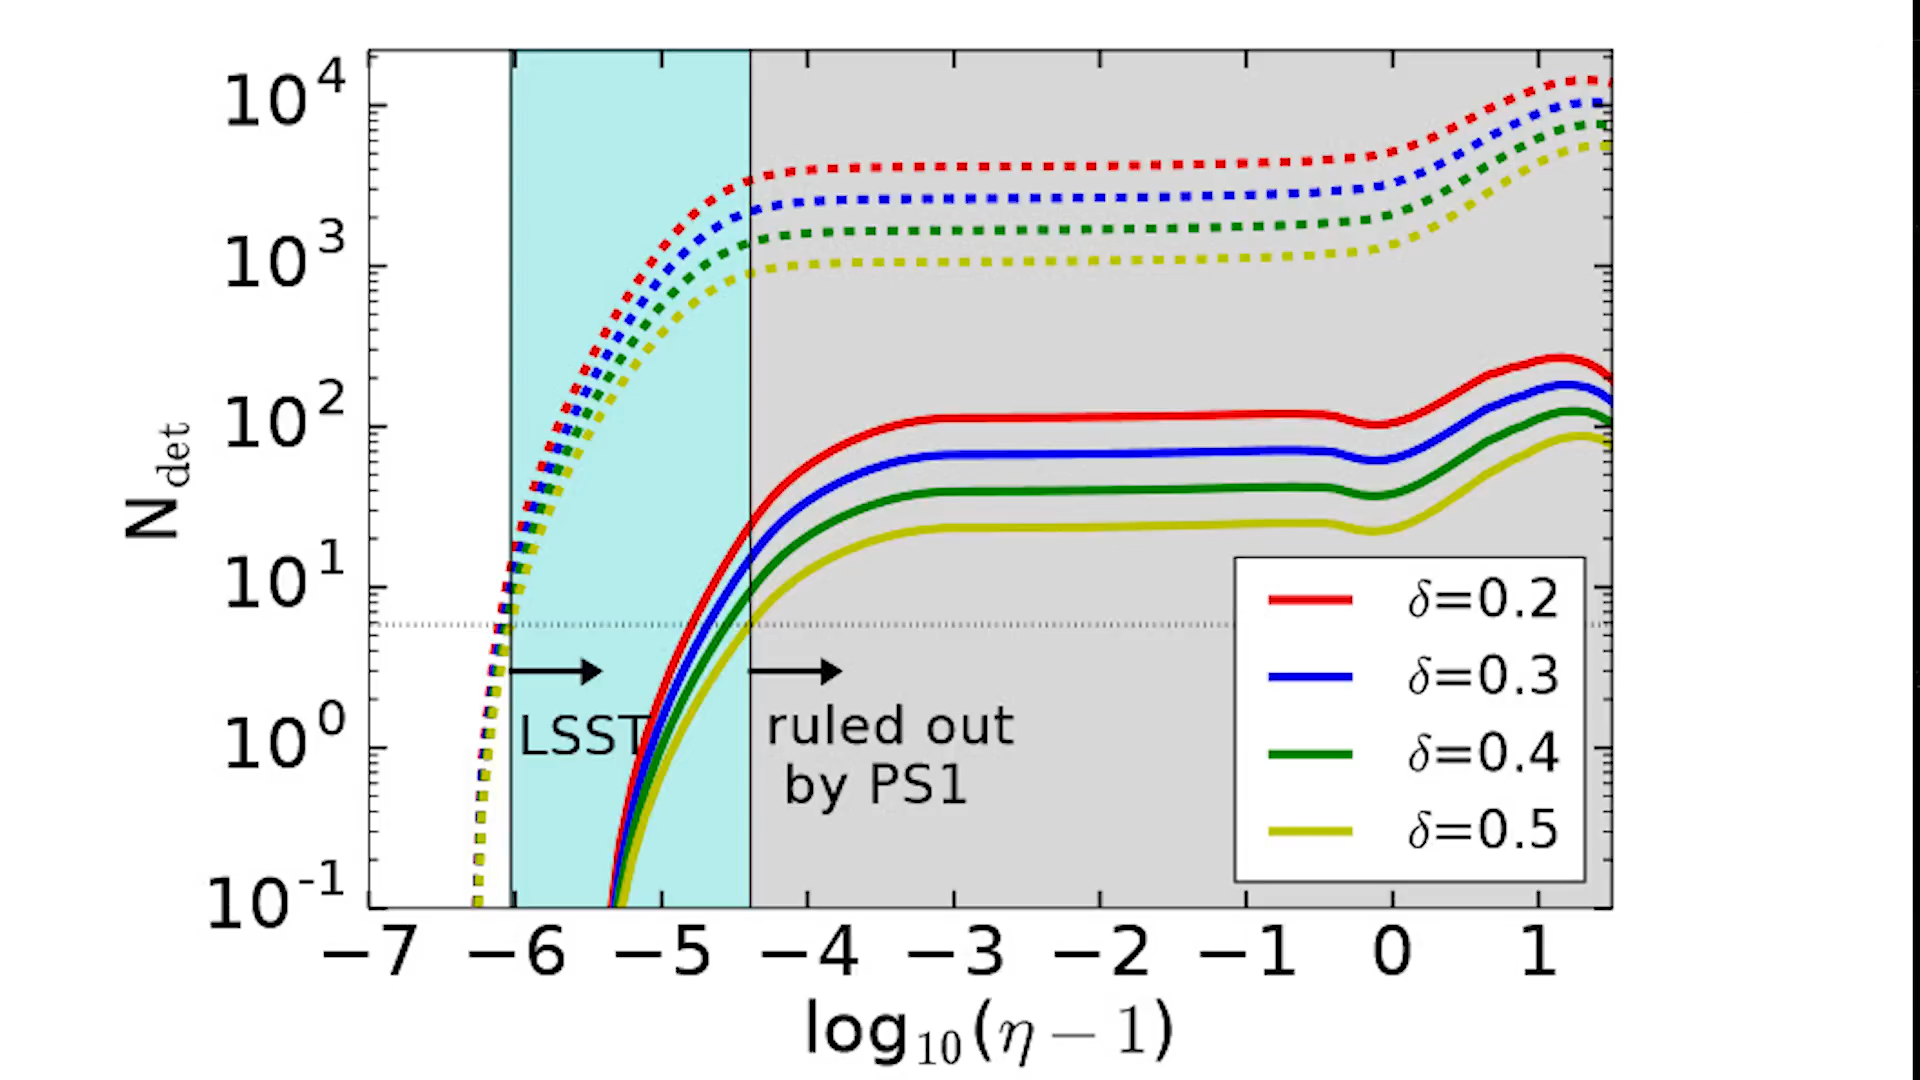 10^4
10^3
10^2
10^1
10^0
10^-1
N_det
LSST
ruled out
by PS1
δ=0.2
δ=0.3
δ=0.4
δ=0.5
−7 −6 −5 −4 −3 −2 −1 0 1
log_10(η − 1)